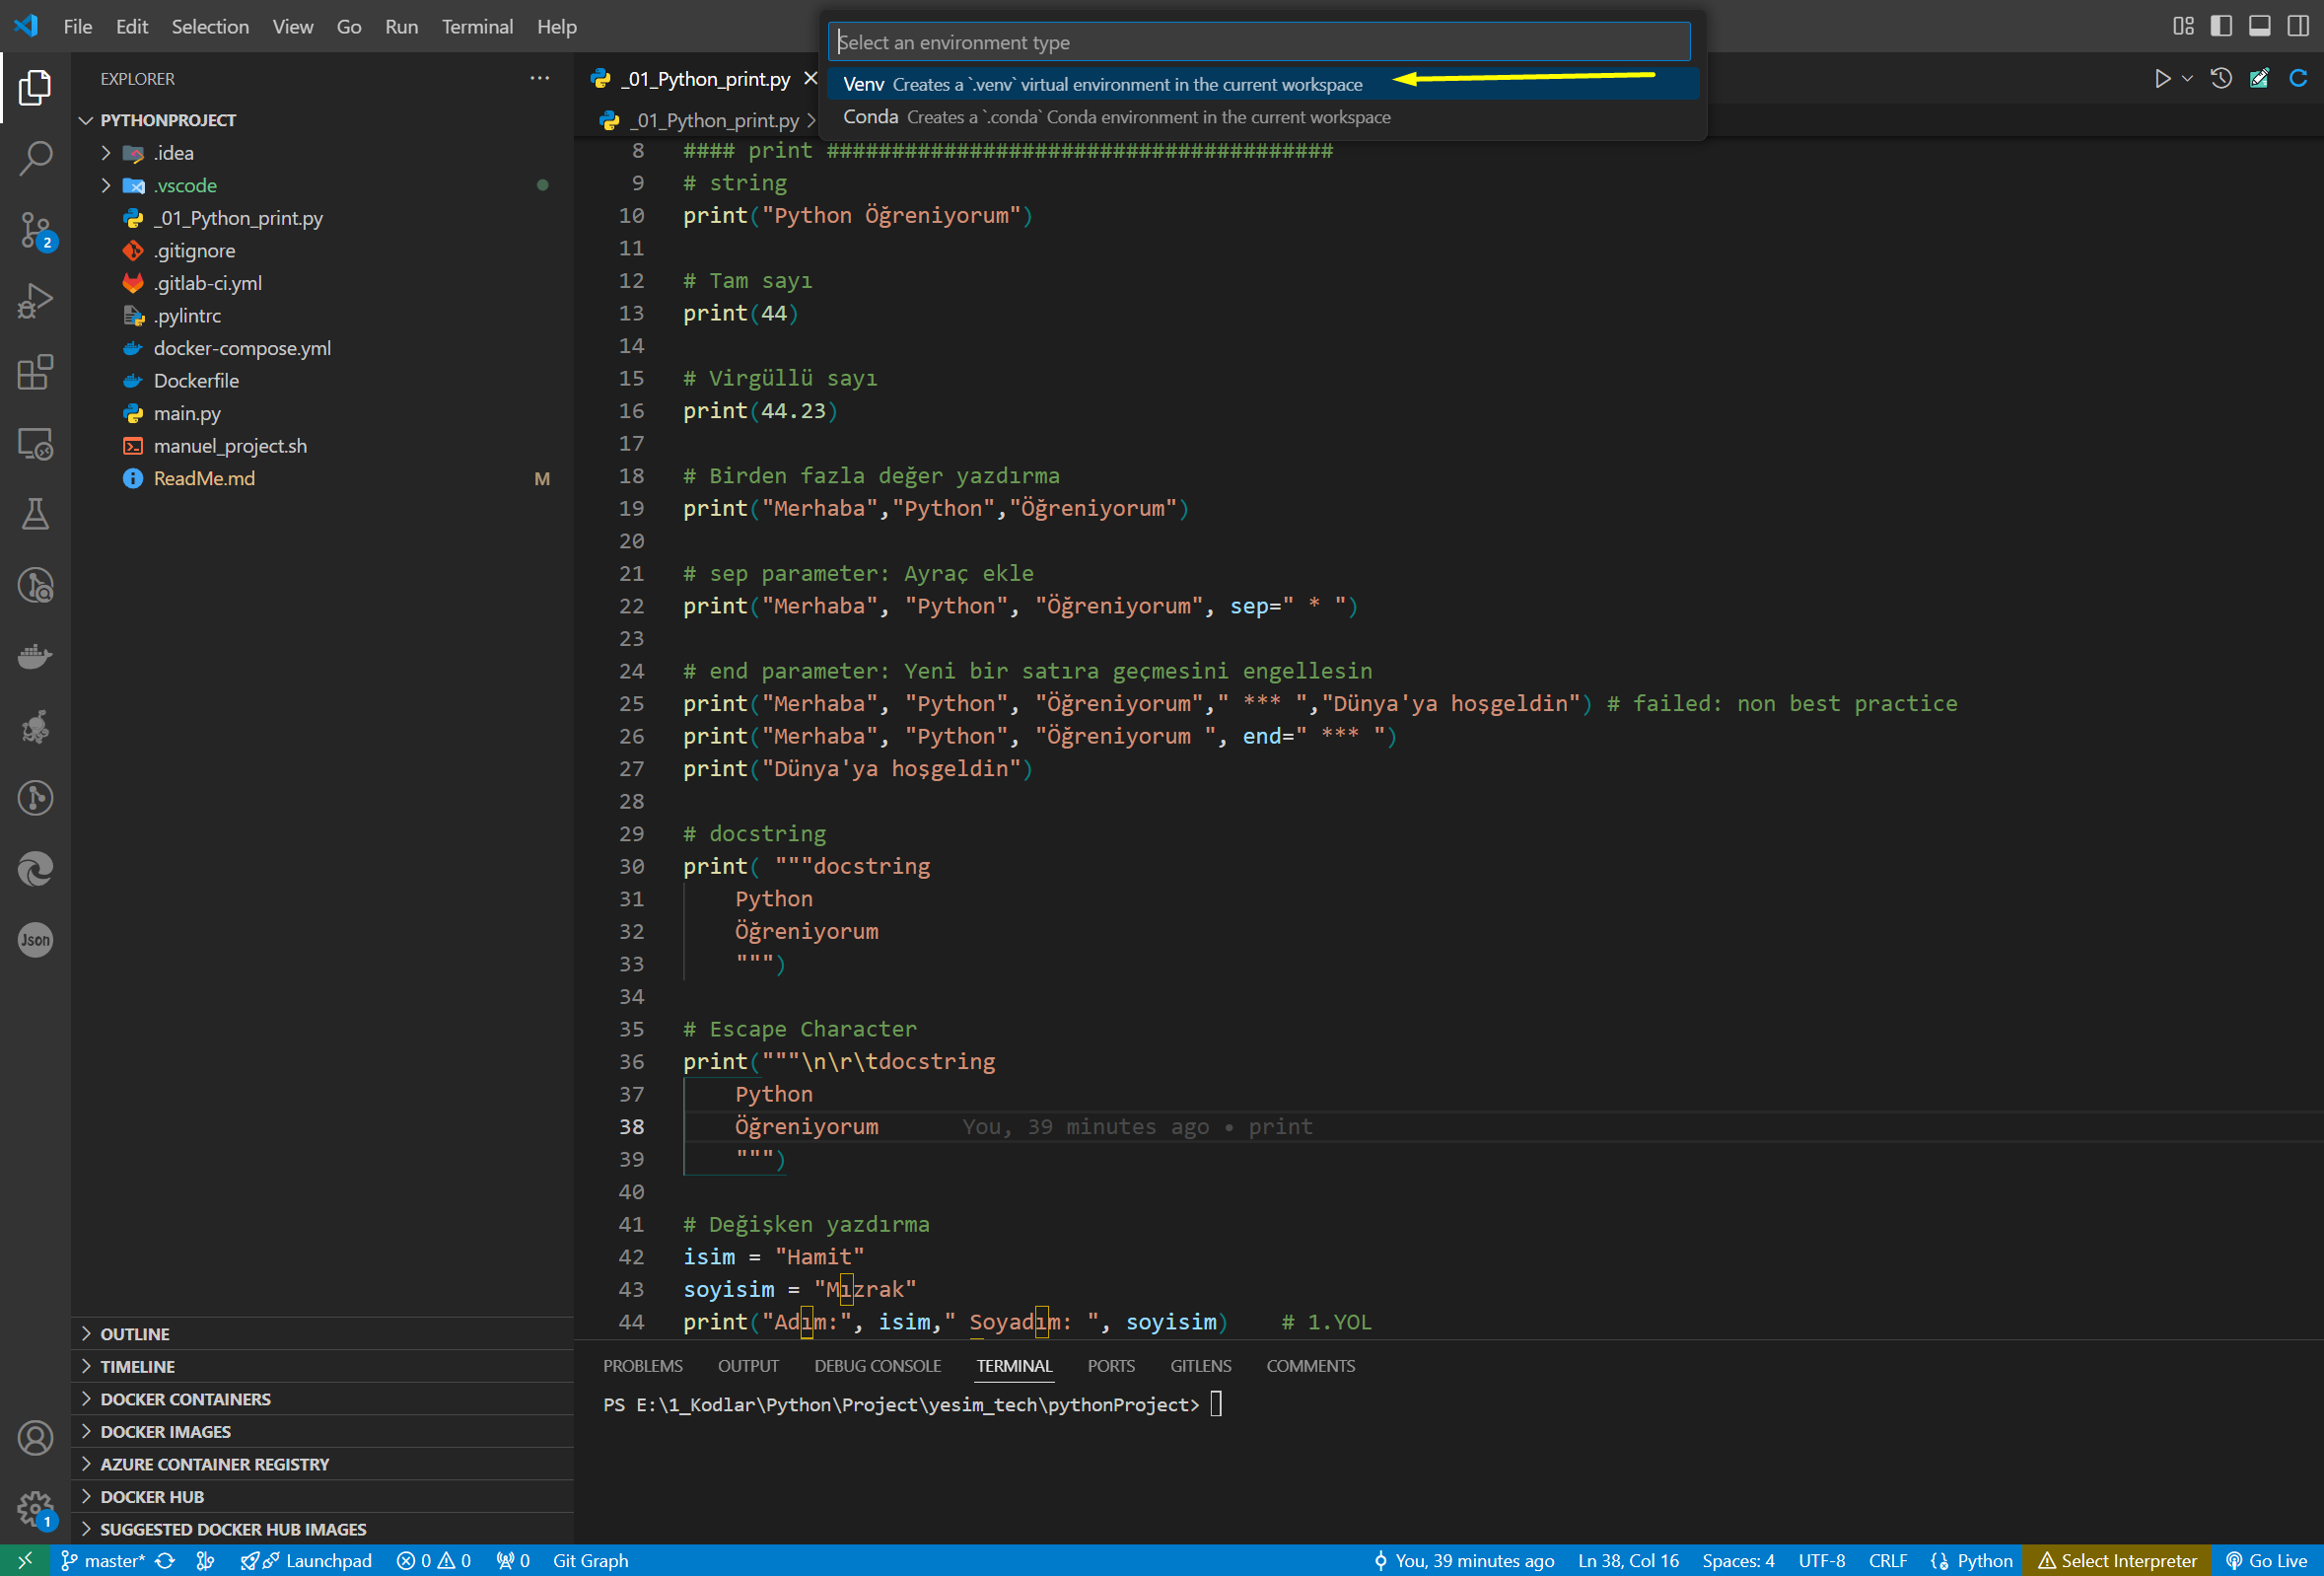 File Edit Selection View Go Run Terminal Help
Select an environment type
Venv Creates a `.venv` virtual environment in the current workspace
Conda Creates a `.conda` Conda environment in the current workspace
EXPLORER
PYTHONPROJECT
.idea
.vscode
_01_Python_print.py
.gitignore
.gitlab-ci.yml
.pylintrc
docker-compose.yml
Dockerfile
main.py
manuel_project.sh
ReadMe.md M
2
Json
OUTLINE
TIMELINE
DOCKER CONTAINERS
DOCKER IMAGES
AZURE CONTAINER REGISTRY
DOCKER HUB
SUGGESTED DOCKER HUB IMAGES
1
_01_Python_print.py
_01_Python_print.py >
8 #### print #######################################
9 # string
10 print("Python Öğreniyorum")
11
12 # Tam sayı
13 print(44)
14
15 # Virgüllü sayı
16 print(44.23)
17
18 # Birden fazla değer yazdırma
19 print("Merhaba","Python","Öğreniyorum")
20
21 # sep parameter: Ayraç ekle
22 print("Merhaba", "Python", "Öğreniyorum", sep=" * ")
23
24 # end parameter: Yeni bir satıra geçmesini engellesin
25 print("Merhaba", "Python", "Öğreniyorum"," *** ","Dünya'ya hoşgeldin") # failed: non best practice
26 print("Merhaba", "Python", "Öğreniyorum ", end=" *** ")
27 print("Dünya'ya hoşgeldin")
28
29 # docstring
30 print( """docstring
31 Python
32 Öğreniyorum
33 """)
34
35 # Escape Character
36 print("""\n\r\tdocstring
37 Python
38 Öğreniyorum You, 39 minutes ago • print
39 """)
40
41 # Değişken yazdırma
42 isim = "Hamit"
43 soyisim = "Mızrak"
44 print("Adım:", isim," Soyadım: ", soyisim) # 1.YOL
PROBLEMS OUTPUT DEBUG CONSOLE TERMINAL PORTS GITLENS COMMENTS
PS E:\1_Kodlar\Python\Project\yesim_tech\pythonProject>
master* Launchpad 0 0 0 Git Graph You, 39 minutes ago Ln 38, Col 16 Spaces: 4 UTF-8 CRLF Python Select Interpreter Go Live